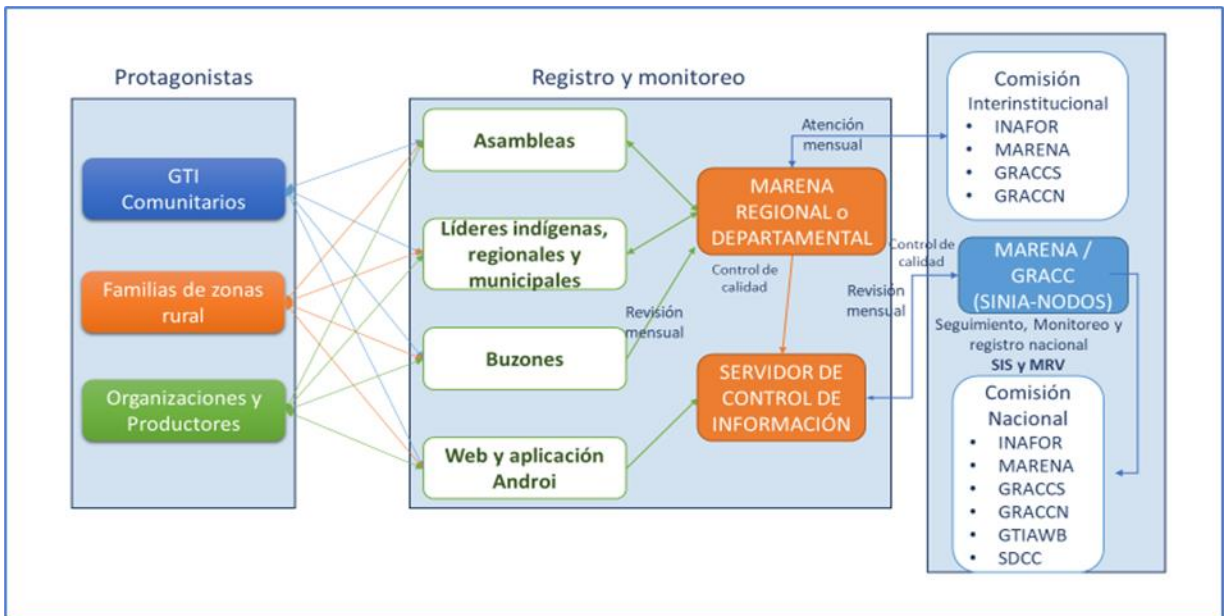 Protagonistas
GTI
Comunitarios
Familias de zonas
rural
Organizaciones y
Productores
Registro y monitoreo
Asambleas
Líderes indígenas,
regionales y
municipales
Buzones
Web y aplicación
Androi
Revisión
mensual
MARENA
REGIONAL o
DEPARTAMENTAL
Control de
calidad
SERVIDOR DE
CONTROL DE
INFORMACIÓN
Atención
mensual
Control de
calidad
Revisión
mensual
Comisión
Interinstitucional
• INAFOR
• MARENA
• GRACCS
• GRACCN
MARENA /
GRACC
(SINIA-NODOS)
Seguimiento, Monitoreo y
registro nacional
SIS y MRV
Comisión
Nacional
• INAFOR
• MARENA
• GRACCS
• GRACCN
• GTIAWB
• SDCC